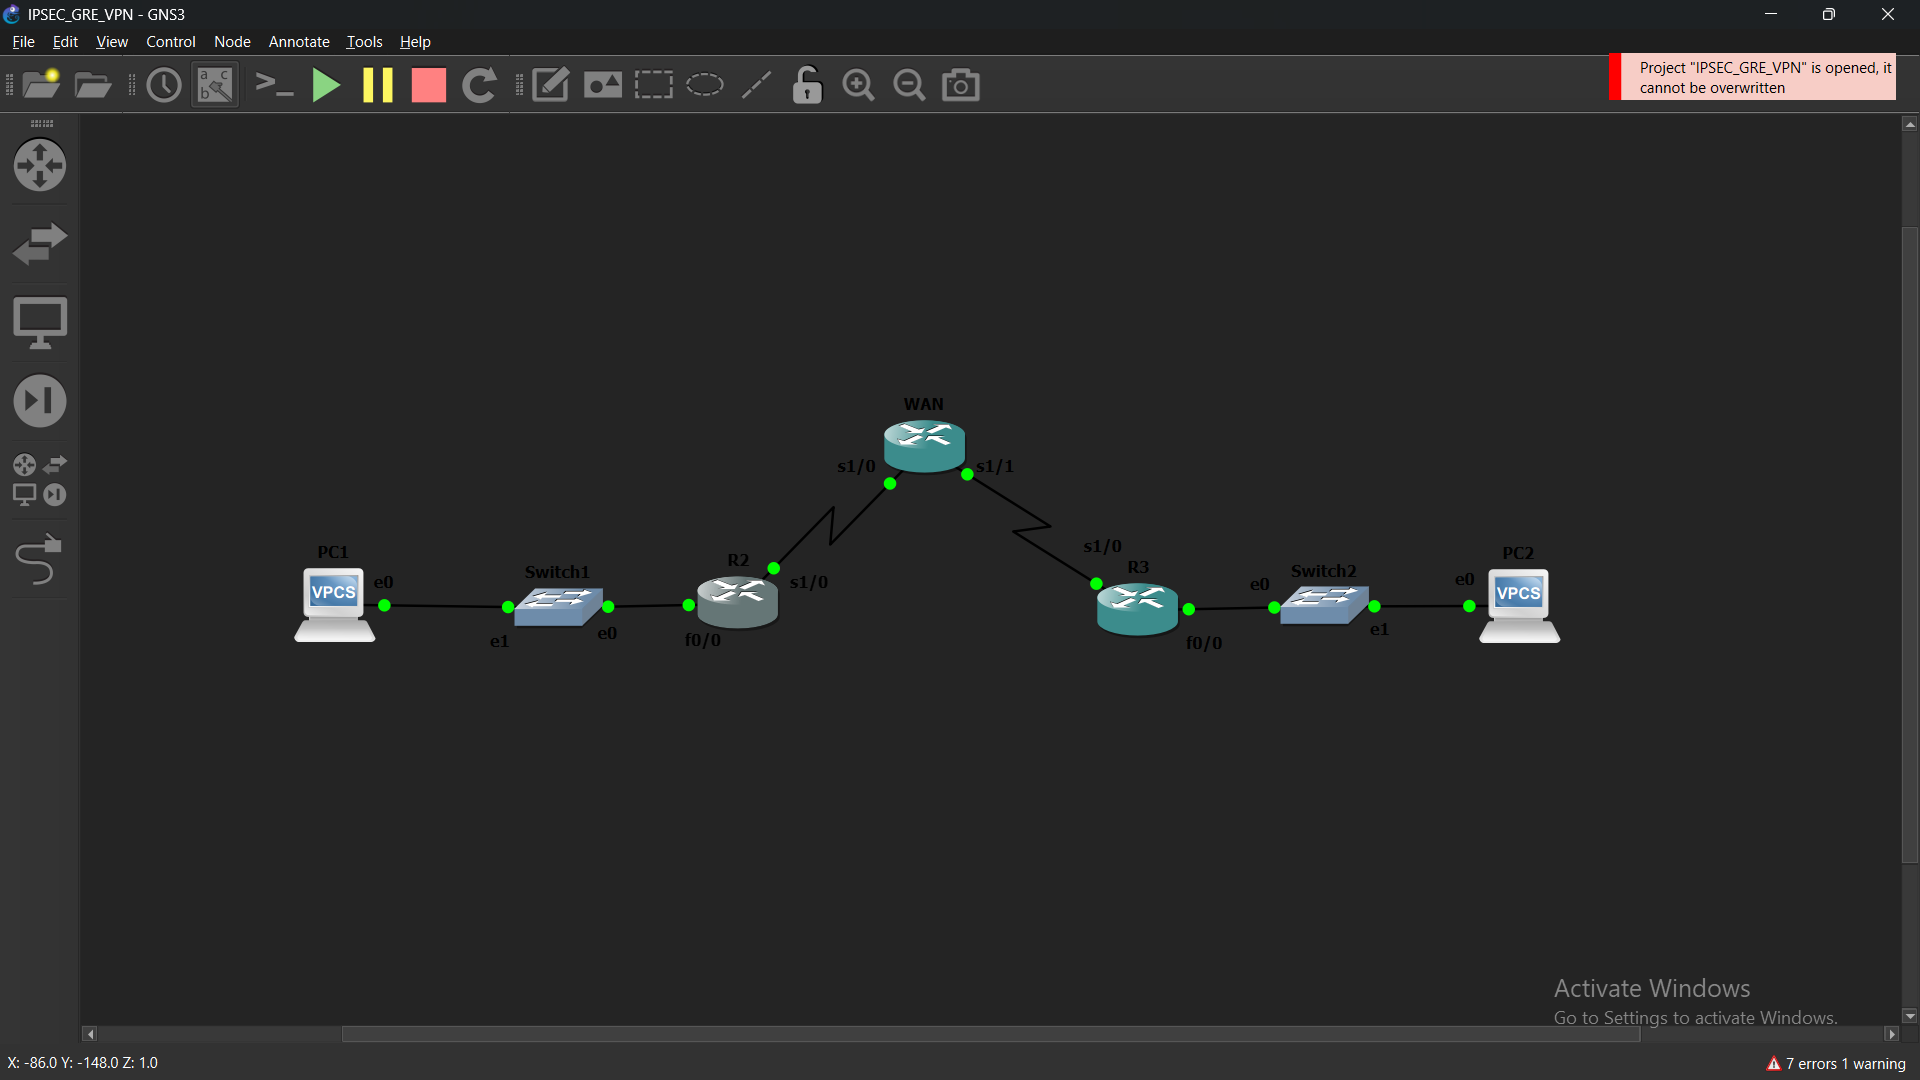 IPSEC_GRE_VPN - GNS3
File Edit View Control Node Annotate Tools Help
a c
b
>_
Project "IPSEC_GRE_VPN" is opened, it
cannot be overwritten
WAN
s1/0 s1/1
s1/0
PC1 R2 R3 PC2
VPCS e0 Switch1 s1/0 e0 Switch2 e0 VPCS
e1 e0 f0/0 f0/0 e1
Activate Windows
Go to Settings to activate Windows.
X: -86.0 Y: -148.0 Z: 1.0 7 errors 1 warning